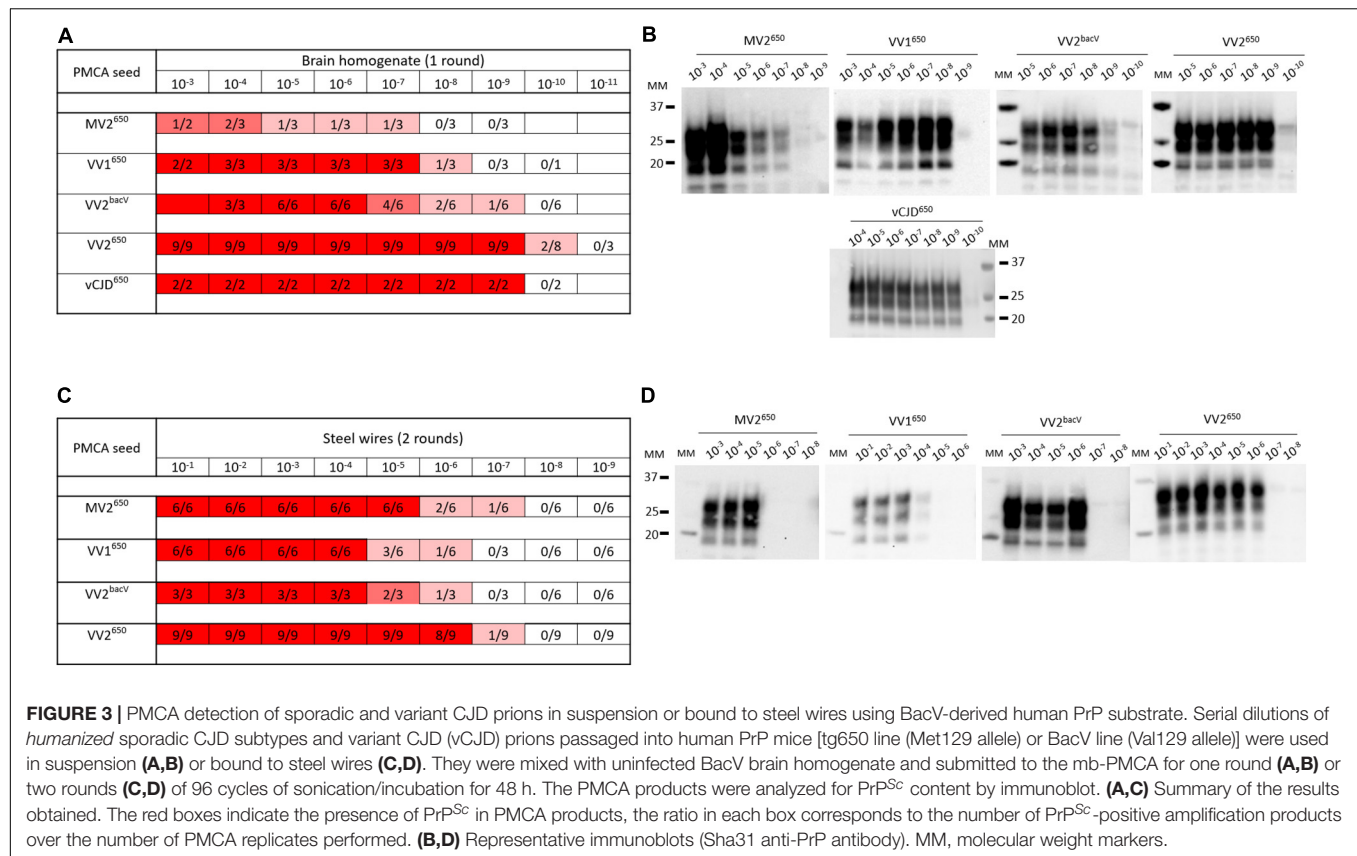 A
PMCA seed
Brain homogenate (1 round)
10-3 10-4 10-5 10-6 10-7 10-8 10-9 10-10 10-11
MV2650 1/2 2/3 1/3 1/3 1/3 0/3 0/3
VV1650 2/2 3/3 3/3 3/3 3/3 1/3 0/3 0/1
VV2bacV 3/3 6/6 6/6 4/6 2/6 1/6 0/6
VV2650 9/9 9/9 9/9 9/9 9/9 9/9 9/9 2/8 0/3
vCJD650 2/2 2/2 2/2 2/2 2/2 2/2 2/2 0/2
B
MV2650 VV1650 VV2bacV VV2650
MM 10-3 10-4 10-5 10-6 10-7 10-8 10-9 10-3 10-4 10-5 10-6 10-7 10-8 10-9 MM 10-5 10-6 10-7 10-8 10-9 10-10 MM 10-5 10-6 10-7 10-8 10-9 10-10
37
25
20
vCJD650
10-4 10-5 10-6 10-7 10-8 10-9 10-10 MM
37
25
20
C
PMCA seed
Steel wires (2 rounds)
10-1 10-2 10-3 10-4 10-5 10-6 10-7 10-8 10-9
MV2650 6/6 6/6 6/6 6/6 6/6 2/6 1/6 0/6 0/6
VV1650 6/6 6/6 6/6 6/6 3/6 1/6 0/3 0/6 0/6
VV2bacV 3/3 3/3 3/3 3/3 2/3 1/3 0/3 0/6 0/6
VV2650 9/9 9/9 9/9 9/9 9/9 8/9 1/9 0/9 0/9
D
MV2650 VV1650 VV2bacV VV2650
MM 10-3 10-4 10-5 10-6 10-7 10-8 MM 10-1 10-2 10-3 10-4 10-5 10-6 MM 10-3 10-4 10-5 10-6 10-7 10-8 MM 10-1 10-2 10-3 10-4 10-5 10-6 10-7 10-8
37
25
20
FIGURE 3 | PMCA detection of sporadic and variant CJD prions in suspension or bound to steel wires using BacV-derived human PrP substrate. Serial dilutions of
humanized sporadic CJD subtypes and variant CJD (vCJD) prions passaged into human PrP mice [tg650 line (Met129 allele) or BacV line (Val129 allele)] were used
in suspension (A,B) or bound to steel wires (C,D). They were mixed with uninfected BacV brain homogenate and submitted to the mb-PMCA for one round (A,B) or
two rounds (C,D) of 96 cycles of sonication/incubation for 48 h. The PMCA products were analyzed for PrPSc content by immunoblot. (A,C) Summary of the results
obtained. The red boxes indicate the presence of PrPSc in PMCA products, the ratio in each box corresponds to the number of PrPSc-positive amplification products
over the number of PMCA replicates performed. (B,D) Representative immunoblots (Sha31 anti-PrP antibody). MM, molecular weight markers.